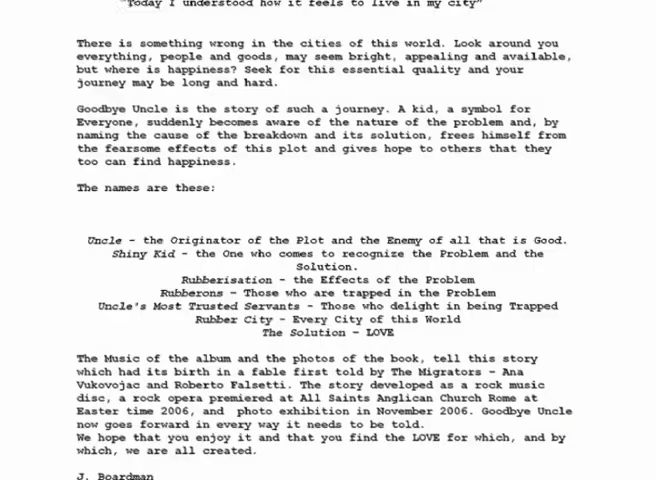 "Today I understood how it feels to live in my city"
There is something wrong in the cities of this world. Look around you
everything, people and goods, may seem bright, appealing and available,
but where is happiness? Seek for this essential quality and your
journey may be long and hard.
Goodbye Uncle is the story of such a journey. A kid, a symbol for
Everyone, suddenly becomes aware of the nature of the problem and, by
naming the cause of the breakdown and its solution, frees himself from
the fearsome effects of this plot and gives hope to others that they
too can find happiness.
The names are these:
Uncle - the Originator of the Plot and the Enemy of all that is Good.
Shiny Kid - the One who comes to recognize the Problem and the
Solution.
Rubberisation - the Effects of the Problem
Rubberons - Those who are trapped in the Problem
Uncle's Most Trusted Servants - Those who delight in being Trapped
Rubber City - Every City of this World
The Solution - LOVE
The Music of the album and the photos of the book, tell this story
which had its birth in a fable first told by The Migrators - Ana
Vukovojac and Roberto Falsetti. The story developed as a rock music
disc, a rock opera premiered at All Saints Anglican Church Rome at
Easter time 2006, and photo exhibition in November 2006. Goodbye Uncle
now goes forward in every way it needs to be told.
We hope that you enjoy it and that you find the LOVE for which, and by
which, we are all created.
J. Boardman